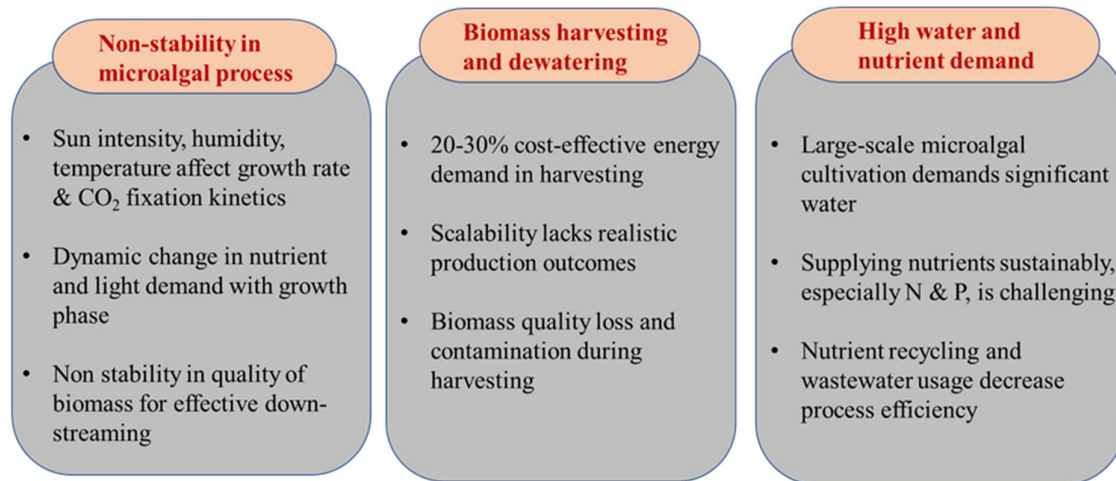 Non-stability in
microalgal process
• Sun intensity, humidity,
temperature affect growth rate
& CO₂ fixation kinetics
• Dynamic change in nutrient
and light demand with growth
phase
• Non stability in quality of
biomass for effective down-
streaming
Biomass harvesting
and dewatering
• 20-30% cost-effective energy
demand in harvesting
• Scalability lacks realistic
production outcomes
• Biomass quality loss and
contamination during
harvesting
High water and
nutrient demand
• Large-scale microalgal
cultivation demands significant
water
• Supplying nutrients sustainably,
especially N & P, is challenging
• Nutrient recycling and
wastewater usage decrease
process efficiency